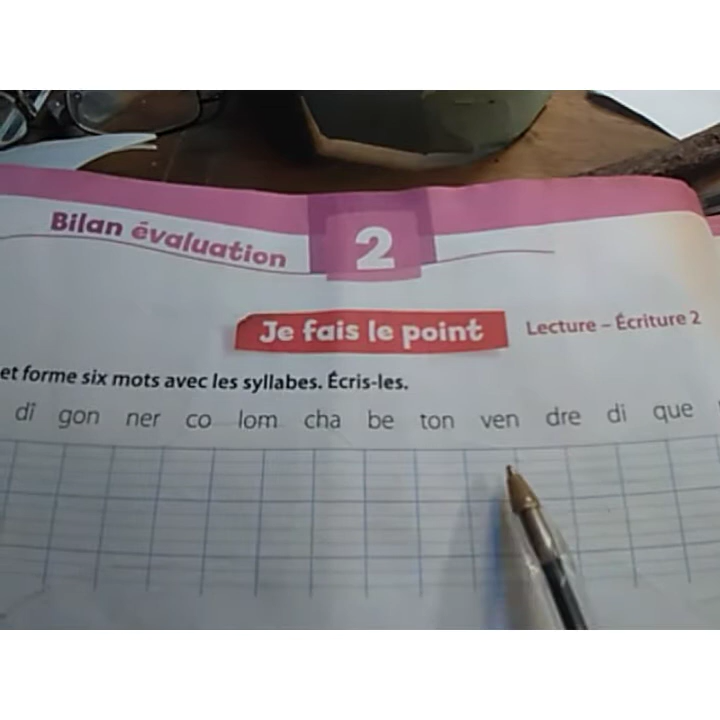 Bilan évaluation 2
Je fais le point
Lecture – Écriture 2
et forme six mots avec les syllabes. Écris-les.
dî gon ner co lom cha be ton ven dre di que